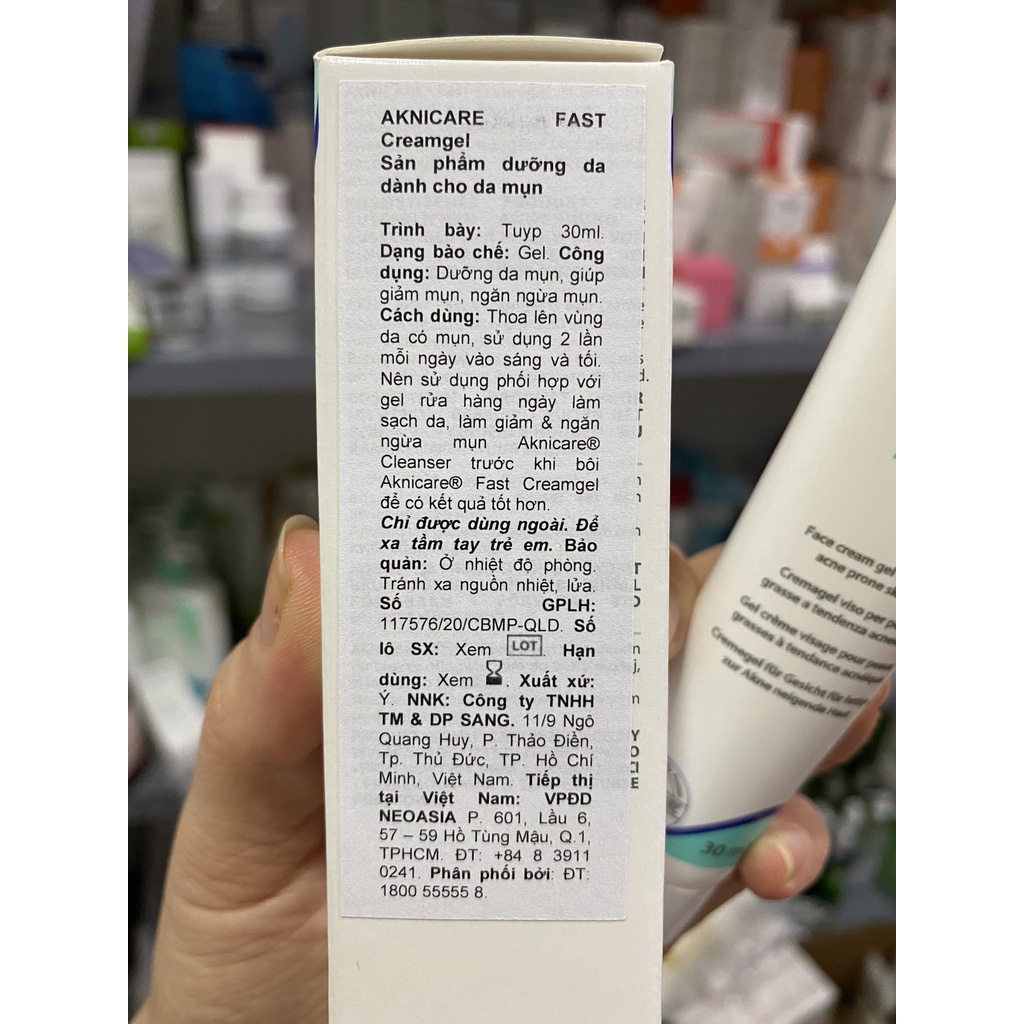 AKNICARE FAST
Creamgel
Sản phẩm dưỡng da
dành cho da mụn
Trình bày: Tuyp 30ml.
Dạng bào chế: Gel. Công
dụng: Dưỡng da mụn, giúp
giảm mụn, ngăn ngừa mụn.
Cách dùng: Thoa lên vùng
da có mụn, sử dụng 2 lần
mỗi ngày vào sáng và tối.
Nên sử dụng phối hợp với
gel rửa hàng ngày làm
sạch da, làm giảm & ngăn
ngừa mụn Aknicare®
Cleanser trước khi bôi
Aknicare® Fast Creamgel
để có kết quả tốt hơn.
Chỉ được dùng ngoài. Để
xa tầm tay trẻ em. Bảo
quản: Ở nhiệt độ phòng.
Tránh xa nguồn nhiệt, lửa.
Số GPLH:
117576/20/CBMP-QLD. Số
lô SX: Xem LOT. Hạn
dùng: Xem . Xuất xứ:
Ý. NNK: Công ty TNHH
TM & DP SANG. 11/9 Ngô
Quang Huy, P. Thảo Điền,
Tp. Thủ Đức, TP. Hồ Chí
Minh, Việt Nam. Tiếp thị
tại Việt Nam: VPĐD
NEOASIA P. 601, Lầu 6,
57 – 59 Hồ Tùng Mậu, Q.1,
TPHCM. ĐT: +84 8 3911
0241. Phân phối bởi: ĐT:
1800 55555 8.
Face cream gel
acne prone
Cremagel viso per
grasse a tendenza
Gel crème visage pour
grasses à tendance
Cremegel für Gesicht für
zur Akne neigende Haut
30